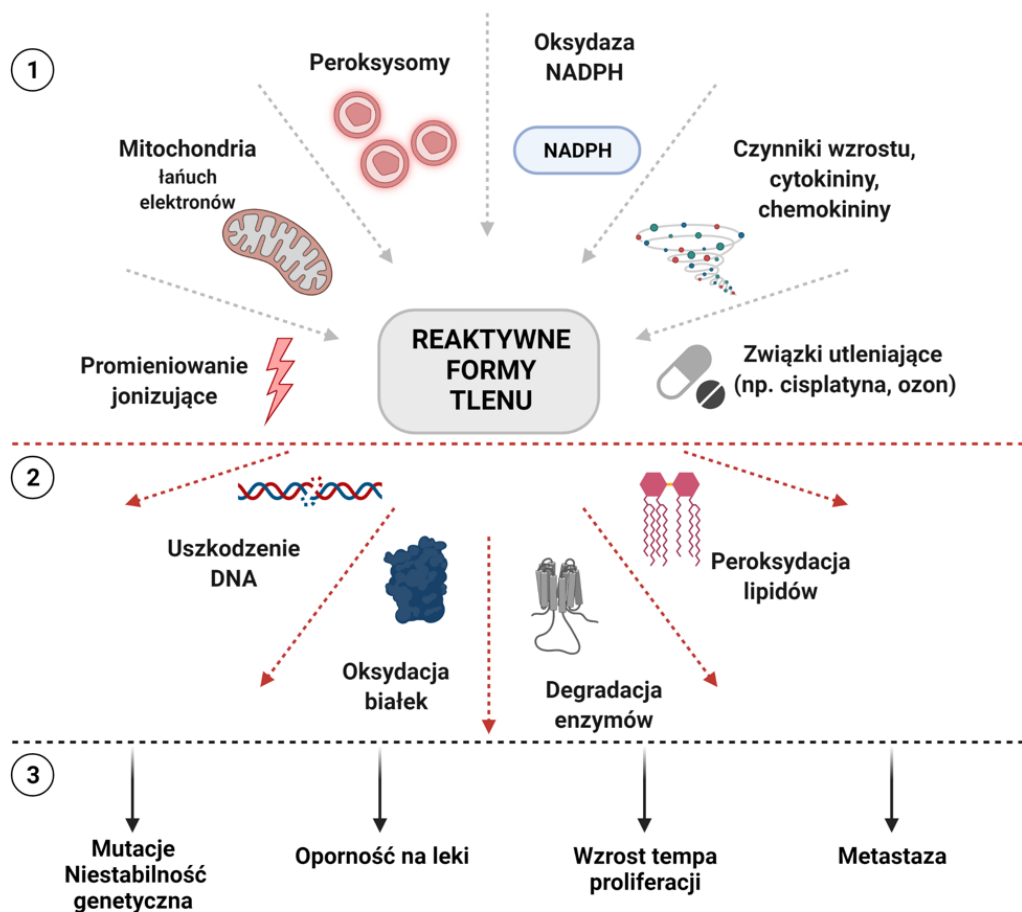 1
Peroksysomy
Oksydaza
NADPH
NADPH
Mitochondria
łańuch
elektronów
Czynniki wzrostu,
cytokininy,
chemokininy
Promieniowanie
jonizujące
REAKTYWNE
FORMY
TLENU
Związki utleniające
(np. cisplatyna, ozon)
2
Uszkodzenie
DNA
Oksydacja
białek
Degradacja
enzymów
Peroksydacja
lipidów
3
Mutacje
Niestabilność
genetyczna
Oporność na leki
Wzrost tempa
proliferacji
Metastaza